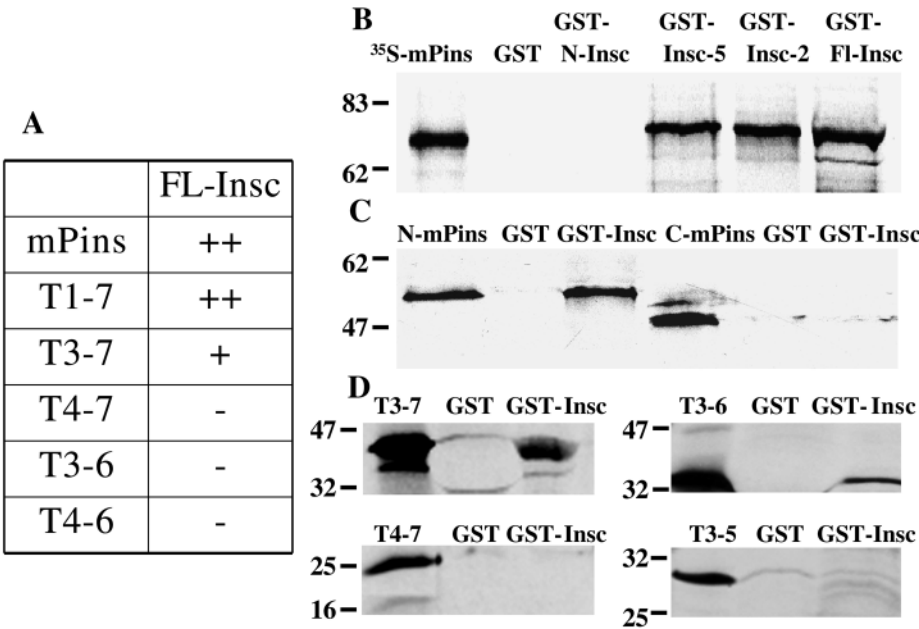 A
FL-Insc
mPins ++
T1-7 ++
T3-7 +
T4-7 -
T3-6 -
T4-6 -
B
GST- GST- GST- GST-
³⁵S-mPins GST N-Insc Insc-5 Insc-2 Fl-Insc
83
62
C
N-mPins GST GST-Insc C-mPins GST GST-Insc
62
47
D
T3-7 GST GST-Insc
47
32
T3-6 GST GST-Insc
47
32
T4-7 GST GST-Insc
25
16
T3-5 GST GST-Insc
32
25